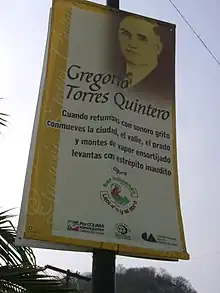 Gregorio
Torres Quintero
Cuando retumbas con sonoro grito
conmueves la ciudad, el valle, el prado
y montes de vapor ensortijado
levantas con estrépito inaudito